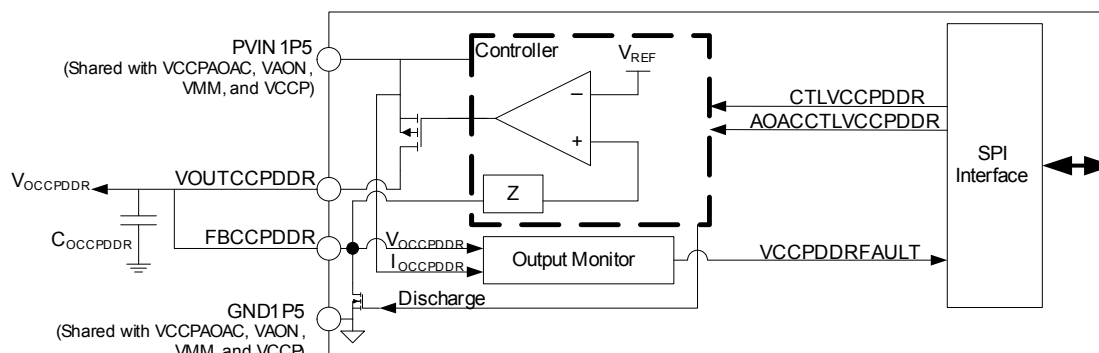 PVIN 1P5
(Shared with VCCPAOAC, VAON,
VMM, and VCCP)
Controller
VREF
−
+
Z
CTLVCCPDDR
AOACCTLVCCPDDR
SPI
Interface
VOCCPDDR
VOUTCCPDDR
COCCPDDR
FBCCPDDR
VOCCPDDR
IOCCPDDR
Output Monitor
VCCPDDRFAULT
Discharge
GND1P5
(Shared with VCCPAOAC, VAON,
VMM, and VCCP)